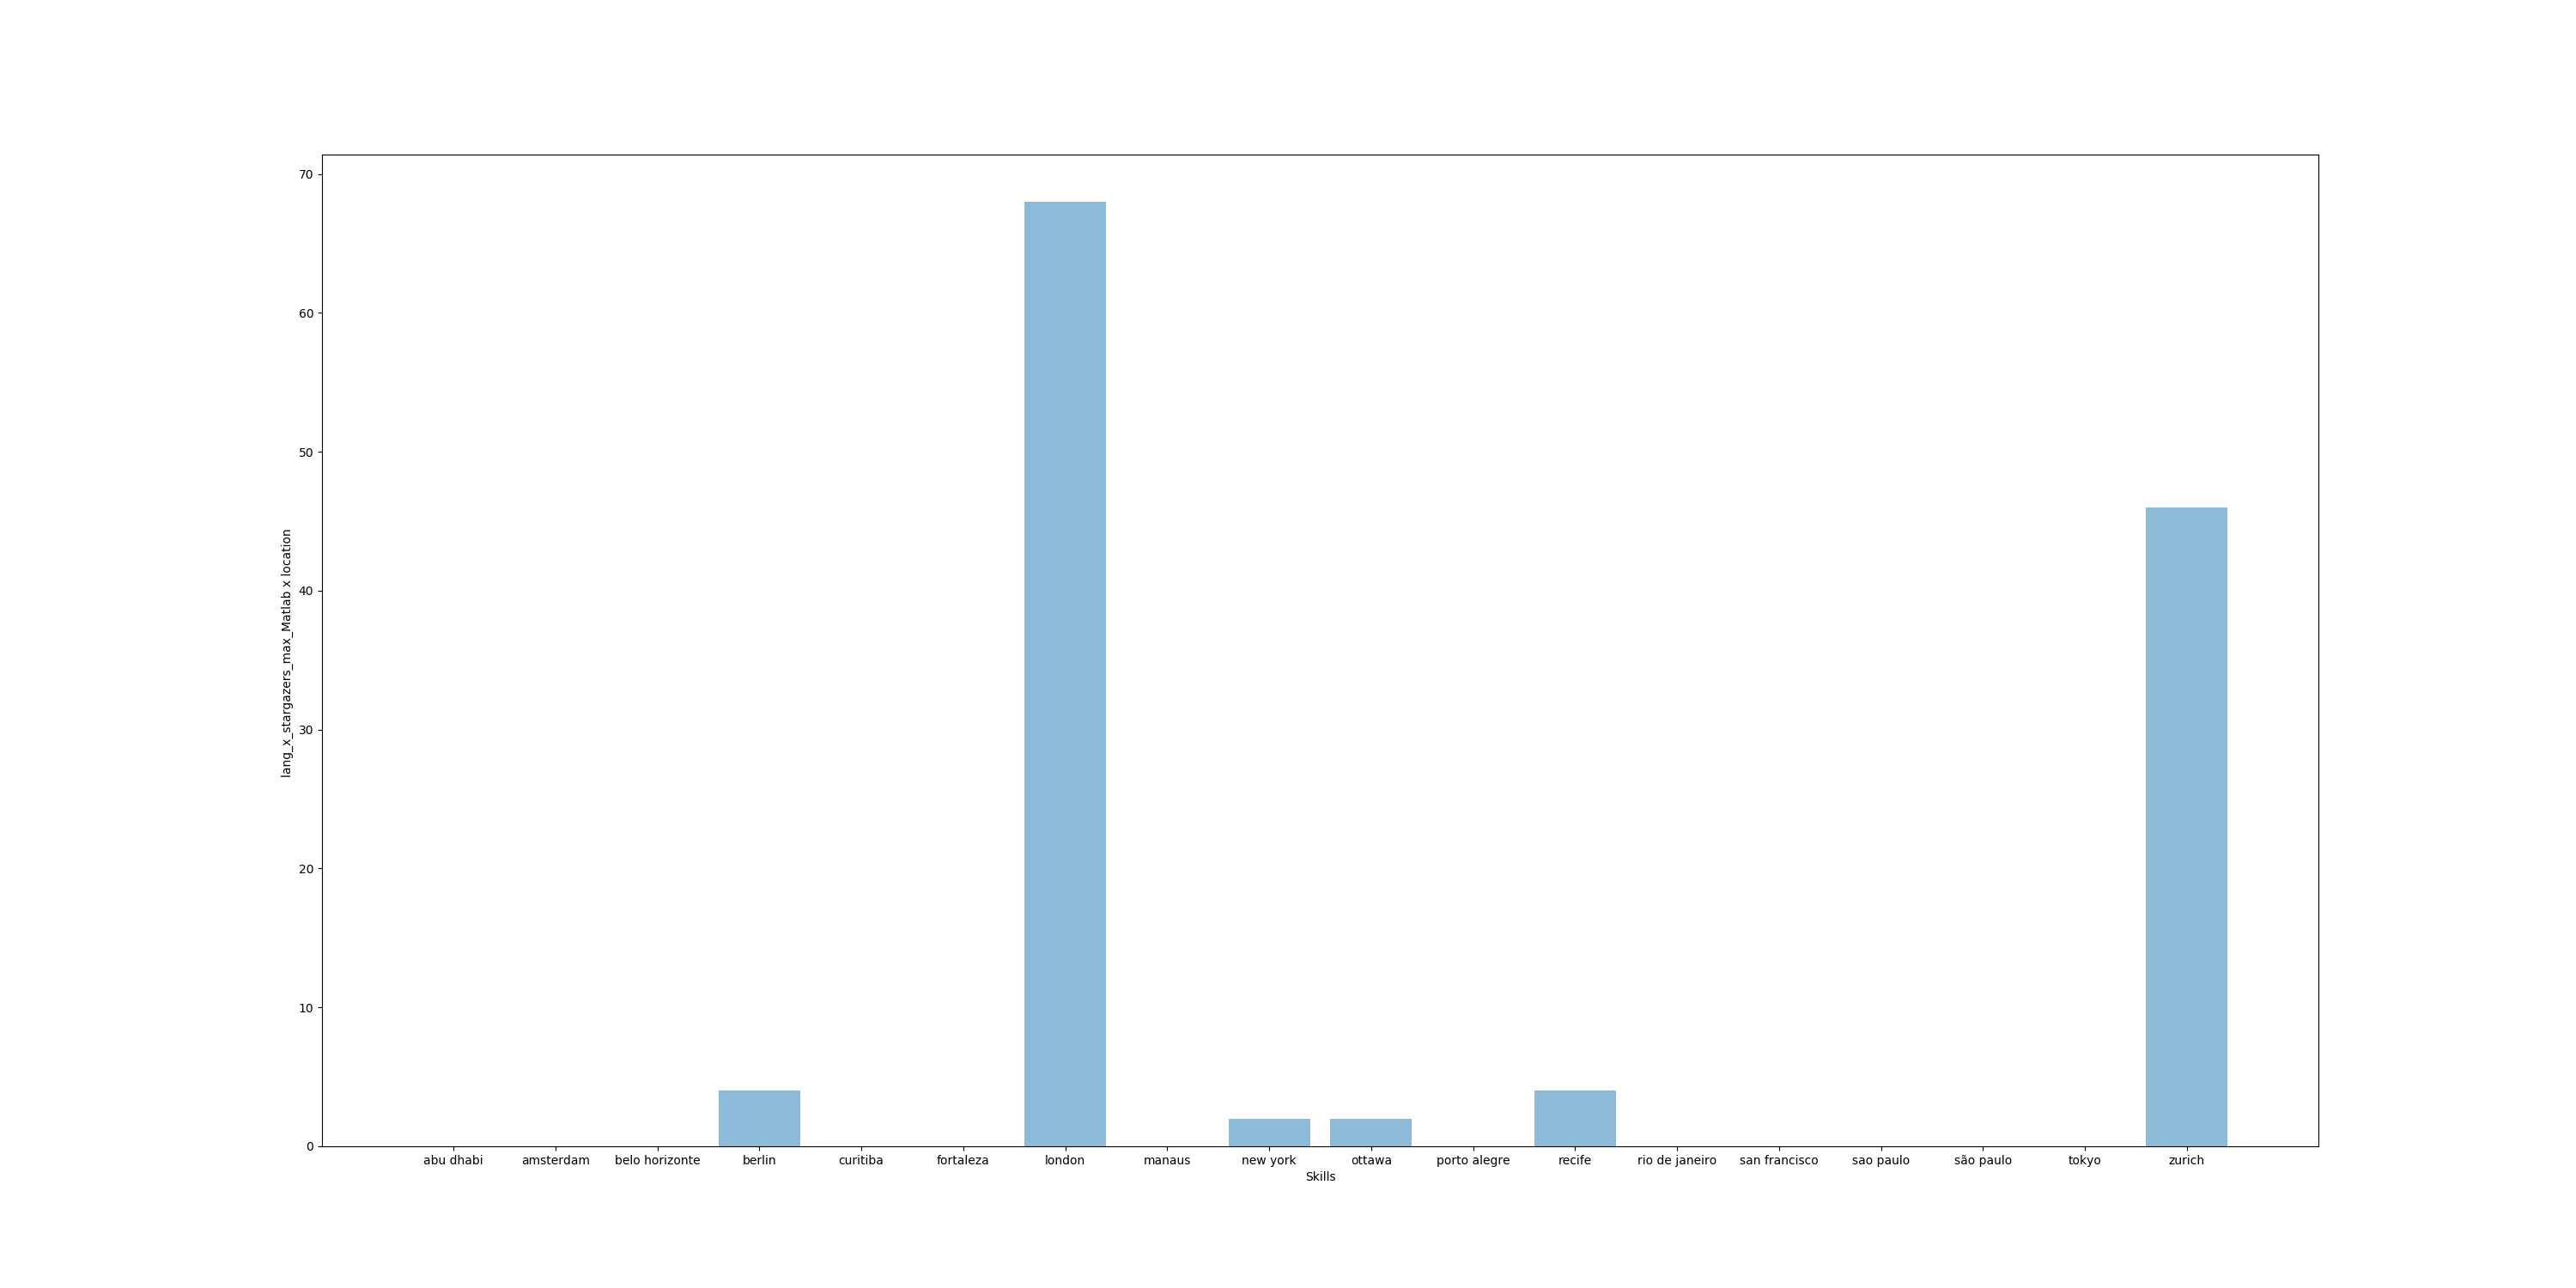 lang_x_stargazers_max_Matlab x location
70
60
50
40
30
20
10
0
abu dhabi amsterdam belo horizonte berlin curitiba fortaleza london manaus new york ottawa porto alegre recife rio de janeiro san francisco sao paulo são paulo tokyo zurich
Skills